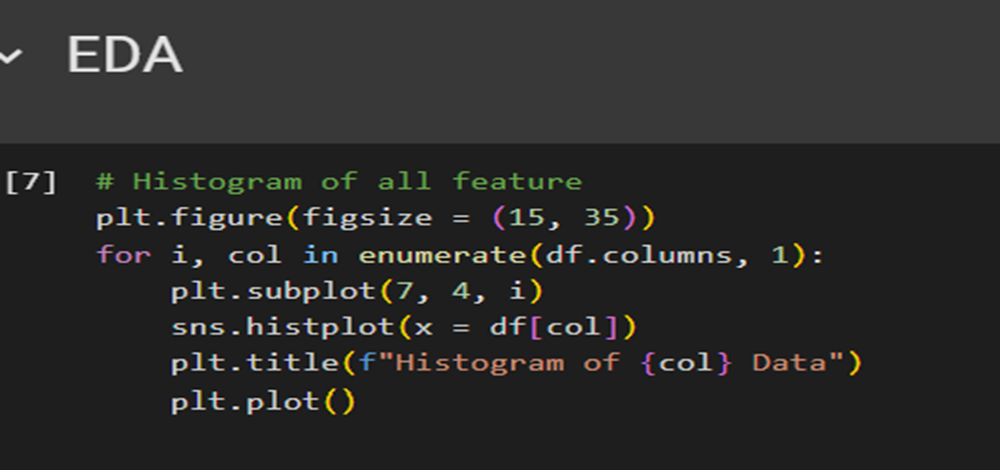 EDA
[7] # Histogram of all feature
plt.figure(figsize = (15, 35))
for i, col in enumerate(df.columns, 1):
    plt.subplot(7, 4, i)
    sns.histplot(x = df[col])
    plt.title(f"Histogram of {col} Data")
    plt.plot()